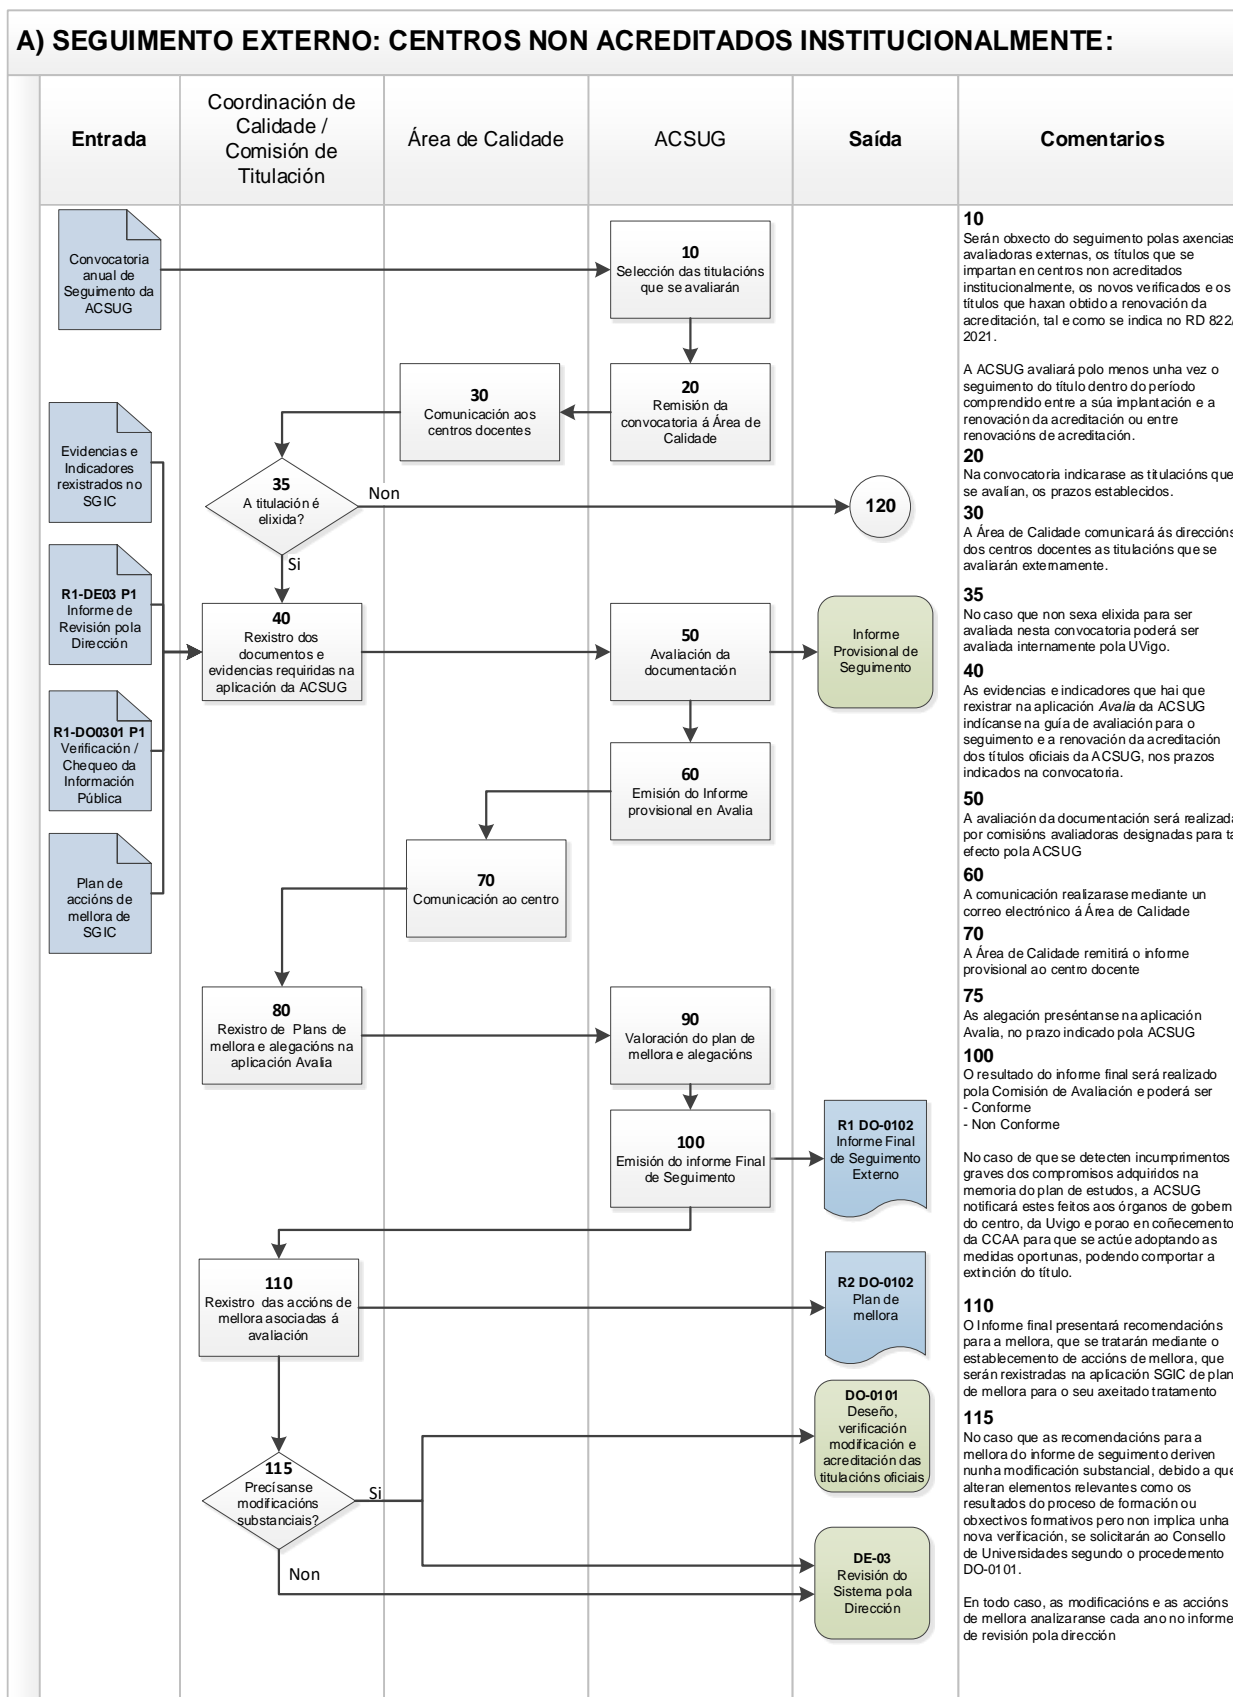 A) SEGUIMENTO EXTERNO: CENTROS NON ACREDITADOS INSTITUCIONALMENTE:
Entrada
Coordinación de
Calidade /
Comisión de
Titulación
Área de Calidade
ACSUG
Saída
Comentarios
Convocatoria
anual de
Seguimento da
ACSUG
10
Selección das titulacións
que se avaliarán
20
Remisión da
convocatoria á Área de
Calidade
30
Comunicación aos
centros docentes
Evidencias e
Indicadores
rexistrados no
SGIC
35
A titulación é
elixida?
Non
Si
120
R1-DE03 P1
Informe de
Revisión pola
Dirección
40
Rexistro dos
documentos e
evidencias requiridas na
aplicación da ACSUG
50
Avaliación da
documentación
Informe
Provisional de
Seguimento
R1-DO0301 P1
Verificación /
Chequeo da
Información
Pública
60
Emisión do Informe
provisional en Avalia
Plan de
accións de
mellora de
SGIC
70
Comunicación ao centro
80
Rexistro de Plans de
mellora e alegacións na
aplicación Avalia
90
Valoración do plan de
mellora e alegacións
100
Emisión do informe Final
de Seguimento
R1 DO-0102
Informe Final
de Seguimento
Externo
110
Rexistro das accións de
mellora asociadas á
avaliación
R2 DO-0102
Plan de
mellora
115
Precísanse
modificacións
substanciais?
Si
Non
DO-0101
Deseño,
verificación
modificación e
acreditación das
titulacións oficiais
DE-03
Revisión do
Sistema pola
Dirección
10
Serán obxecto do seguimento polas axencias
avaliadoras externas, os títulos que se
impartan en centros non acreditados
institucionalmente, os novos verificados e os
títulos que haxan obtido a renovación da
acreditación, tal e como se indica no RD 822/
2021.
A ACSUG avaliará polo menos unha vez o
seguimento do título dentro do período
comprendido entre a súa implantación e a
renovación da acreditación ou entre
renovacións de acreditación.
20
Na convocatoria indicarase as titulacións que
se avalían, os prazos establecidos.
30
A Área de Calidade comunicará ás direccións
dos centros docentes as titulacións que se
avaliarán externamente.
35
No caso que non sexa elixida para ser
avaliada nesta convocatoria poderá ser
avaliada internamente pola UVigo.
40
As evidencias e indicadores que hai que
rexistrar na aplicación Avalia da ACSUG
indícanse na guía de avaliación para o
seguimento e a renovación da acreditación
dos títulos oficiais da ACSUG, nos prazos
indicados na convocatoria.
50
A avaliación da documentación será realizada
por comisións avaliadoras designadas para ta
efecto pola ACSUG
60
A comunicación realizarase mediante un
correo electrónico á Área de Calidade
70
A Área de Calidade remitirá o informe
provisional ao centro docente
75
As alegación preséntanse na aplicación
Avalia, no prazo indicado pola ACSUG
100
O resultado do informe final será realizado
pola Comisión de Avaliación e poderá ser
- Conforme
- Non Conforme
No caso de que se detecten incumprimentos
graves dos compromisos adquiridos na
memoria do plan de estudos, a ACSUG
notificará estes feitos aos órganos de gobern
do centro, da Uvigo e porao en coñecemento
da CCAA para que se actúe adoptando as
medidas oportunas, podendo comportar a
extinción do título.
110
O Informe final presentará recomendacións
para a mellora, que se tratarán mediante o
establecemento de accións de mellora, que
serán rexistradas na aplicación SGIC de plan
de mellora para o seu axeitado tratamento
115
No caso que as recomendacións para a
mellora do informe de seguimento deriven
nunha modificación substancial, debido a que
alteran elementos relevantes como os
resultados do proceso de formación ou
obxectivos formativos pero non implica unha
nova verificación, se solicitarán ao Consello
de Universidades segundo o procedemento
DO-0101.
En todo caso, as modificacións e as accións
de mellora analizaranse cada ano no informe
de revisión pola dirección